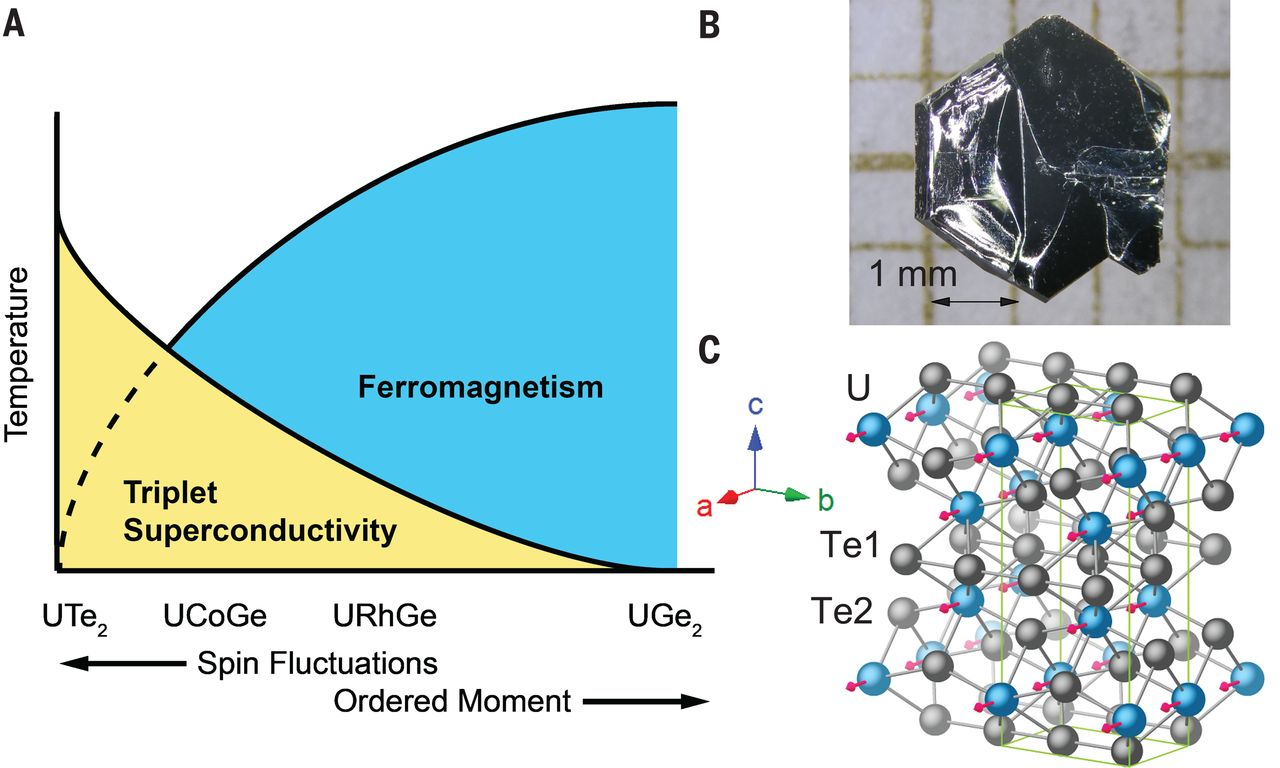 A
Temperature
Ferromagnetism
Triplet
Superconductivity
UTe₂ UCoGe URhGe UGe₂
Spin Fluctuations
Ordered Moment
B
1 mm
C
U
Te1
Te2
c
a
b